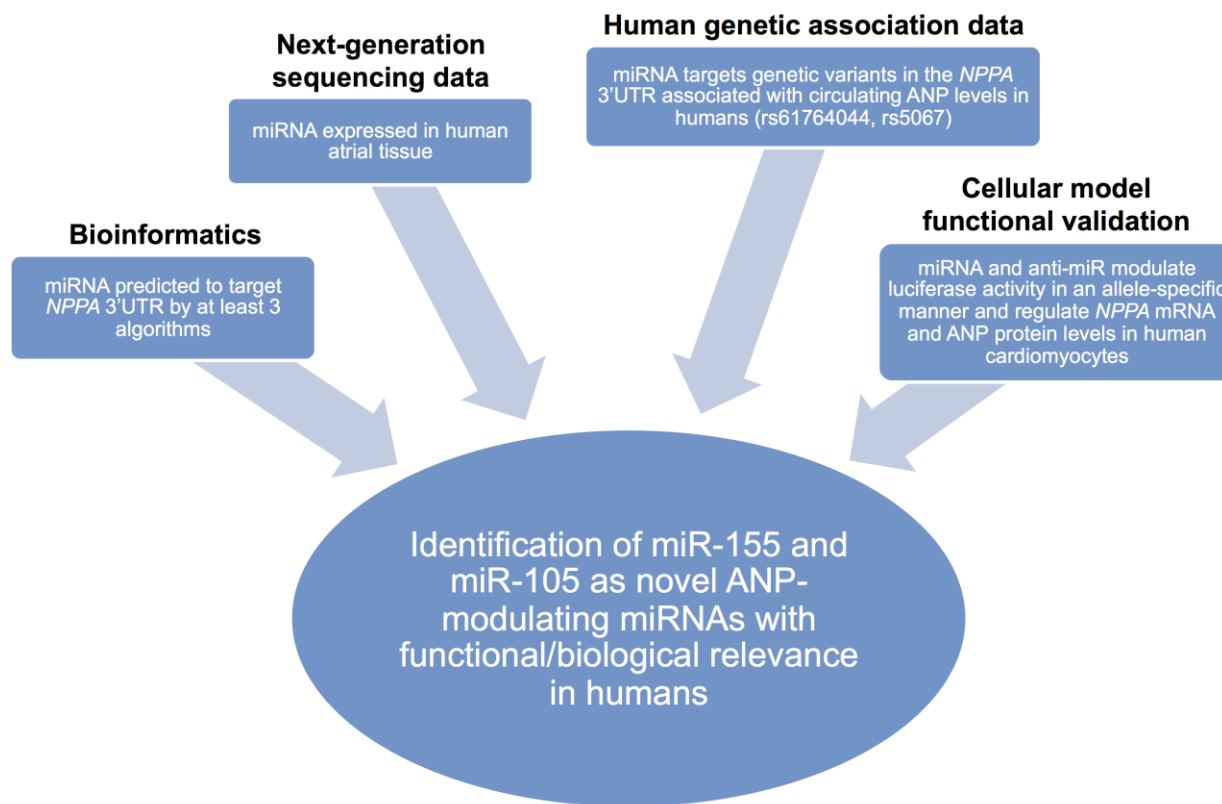 Bioinformatics
miRNA predicted to target
NPPA 3’UTR by at least 3
algorithms
Next-generation
sequencing data
miRNA expressed in human
atrial tissue
Human genetic association data
miRNA targets genetic variants in the NPPA
3’UTR associated with circulating ANP levels in
humans (rs61764044, rs5067)
Cellular model
functional validation
miRNA and anti-miR modulate
luciferase activity in an allele-specific
manner and regulate NPPA mRNA
and ANP protein levels in human
cardiomyocytes
Identification of miR-155 and
miR-105 as novel ANP-
modulating miRNAs with
functional/biological relevance
in humans